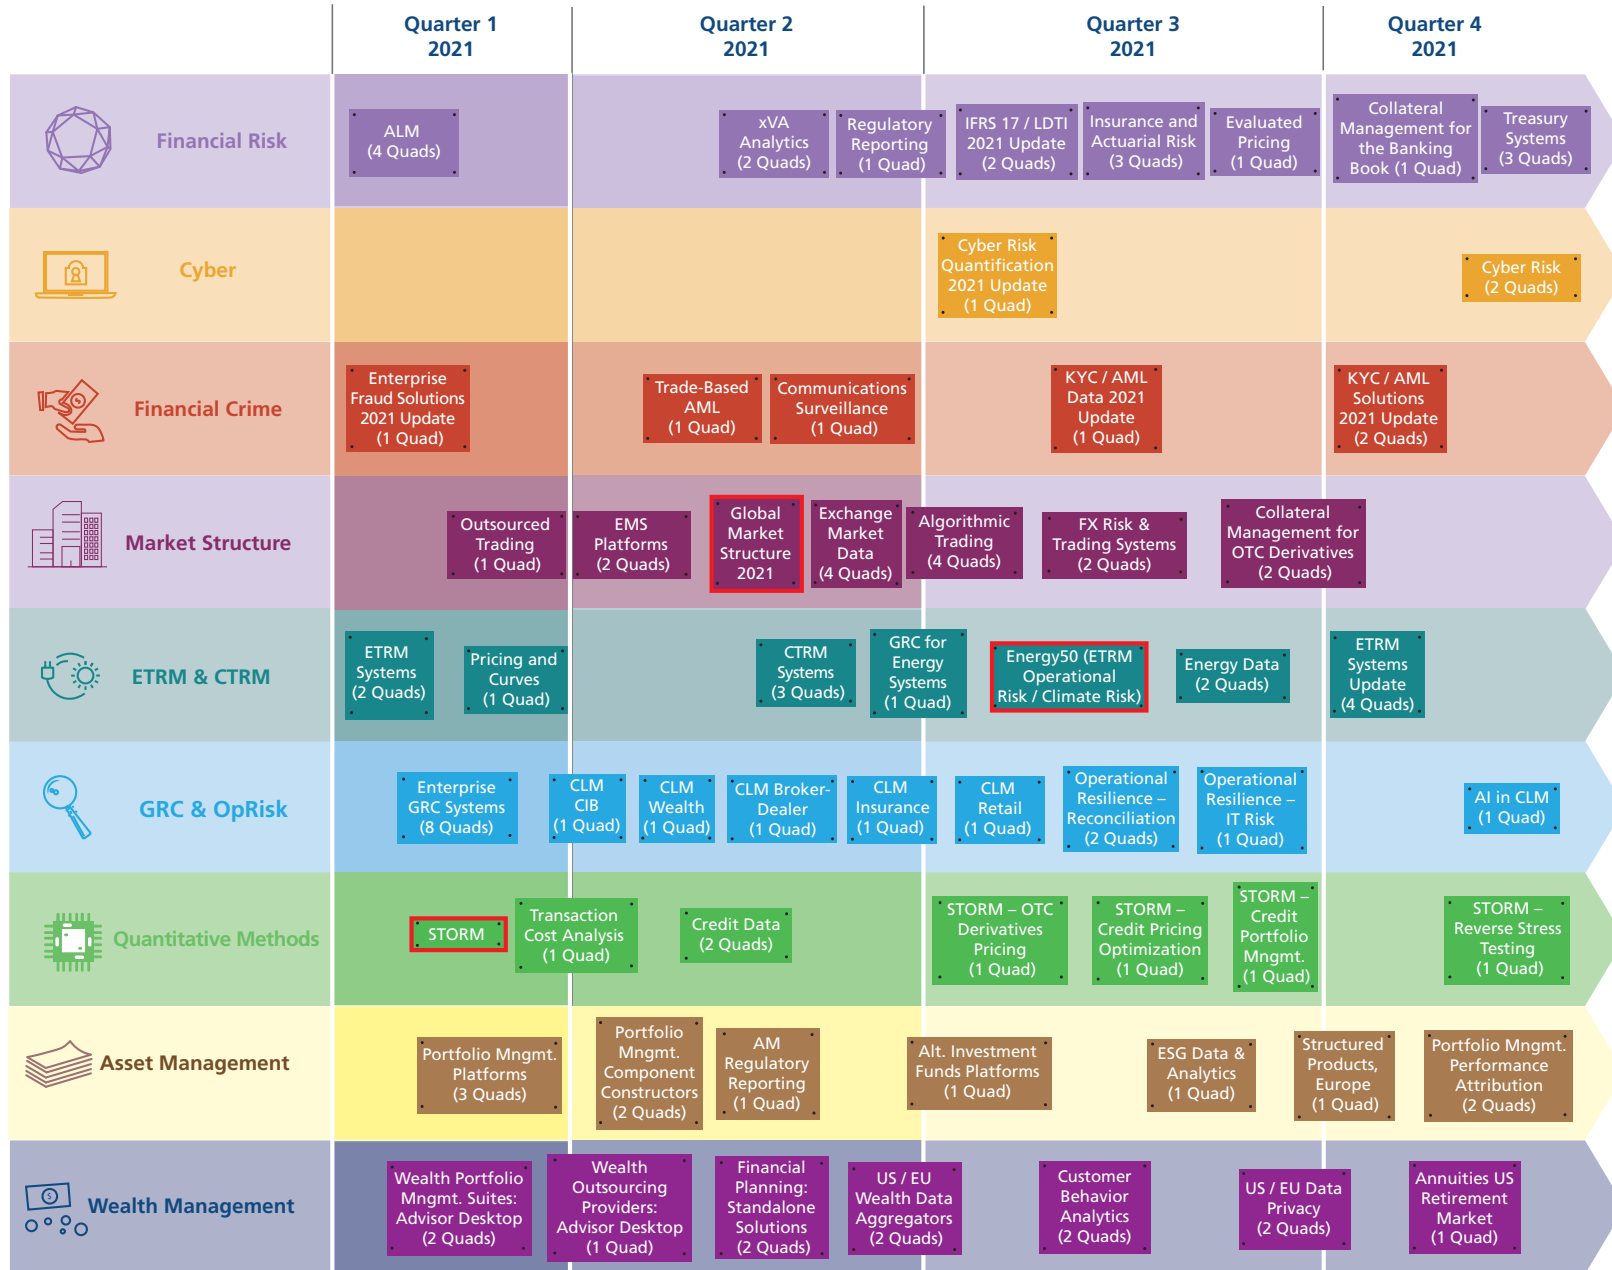 Quarter 1
2021
Quarter 2
2021
Quarter 3
2021
Quarter 4
2021
Financial Risk
ALM
(4 Quads)
xVA
Analytics
(2 Quads)
Regulatory
Reporting
(1 Quad)
IFRS 17 / LDTI
2021 Update
(2 Quads)
Insurance and
Actuarial Risk
(3 Quads)
Evaluated
Pricing
(1 Quad)
Collateral
Management for
the Banking
Book (1 Quad)
Treasury
Systems
(3 Quads)
Cyber
Cyber Risk
Quantification
2021 Update
(1 Quad)
Cyber Risk
(2 Quads)
Financial Crime
Enterprise
Fraud Solutions
2021 Update
(1 Quad)
Trade-Based
AML
(1 Quad)
Communications
Surveillance
(1 Quad)
KYC / AML
Data 2021
Update
(1 Quad)
KYC / AML
Solutions
2021 Update
(2 Quads)
Market Structure
Outsourced
Trading
(1 Quad)
EMS
Platforms
(2 Quads)
Global
Market
Structure
2021
Exchange
Market
Data
(4 Quads)
Algorithmic
Trading
(4 Quads)
FX Risk &
Trading Systems
(2 Quads)
Collateral
Management for
OTC Derivatives
(2 Quads)
ETRM & CTRM
ETRM
Systems
(2 Quads)
Pricing and
Curves
(1 Quad)
CTRM
Systems
(3 Quads)
GRC for
Energy
Systems
(1 Quad)
Energy50 (ETRM
Operational
Risk / Climate Risk)
Energy Data
(2 Quads)
ETRM
Systems
Update
(4 Quads)
GRC & OpRisk
Enterprise
GRC Systems
(8 Quads)
CLM
CIB
(1 Quad)
CLM
Wealth
(1 Quad)
CLM Broker-
Dealer
(1 Quad)
CLM
Insurance
(1 Quad)
CLM
Retail
(1 Quad)
Operational
Resilience –
Reconciliation
(2 Quads)
Operational
Resilience –
IT Risk
(1 Quad)
AI in CLM
(1 Quad)
Quantitative Methods
STORM
Transaction
Cost Analysis
(1 Quad)
Credit Data
(2 Quads)
STORM – OTC
Derivatives
Pricing
(1 Quad)
STORM –
Credit Pricing
Optimization
(1 Quad)
STORM –
Credit
Portfolio
Mngmt.
(1 Quad)
STORM –
Reverse Stress
Testing
(1 Quad)
Asset Management
Portfolio Mngmt.
Platforms
(3 Quads)
Portfolio
Mngmt.
Component
Constructors
(2 Quads)
AM
Regulatory
Reporting
(1 Quad)
Alt. Investment
Funds Platforms
(1 Quad)
ESG Data &
Analytics
(1 Quad)
Structured
Products,
Europe
(1 Quad)
Portfolio Mngmt.
Performance
Attribution
(2 Quads)
Wealth Management
Wealth Portfolio
Mngmt. Suites:
Advisor Desktop
(2 Quads)
Wealth
Outsourcing
Providers:
Advisor Desktop
(1 Quad)
Financial
Planning:
Standalone
Solutions
(2 Quads)
US / EU
Wealth Data
Aggregators
(2 Quads)
Customer
Behavior
Analytics
(2 Quads)
US / EU Data
Privacy
(2 Quads)
Annuities US
Retirement
Market
(1 Quad)